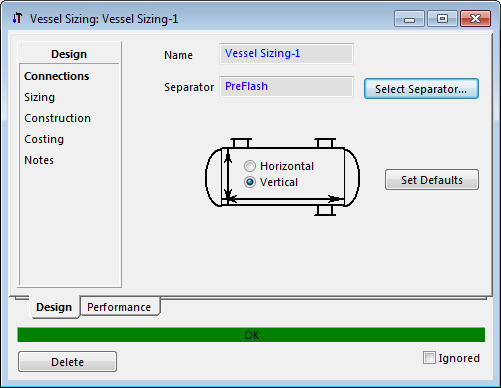 Vessel Sizing: Vessel Sizing-1
Design
Connections
Sizing
Construction
Costing
Notes
Name Vessel Sizing-1
Separator PreFlash Select Separator...
Horizontal
Vertical
Set Defaults
Design Performance
OK
Delete Ignored